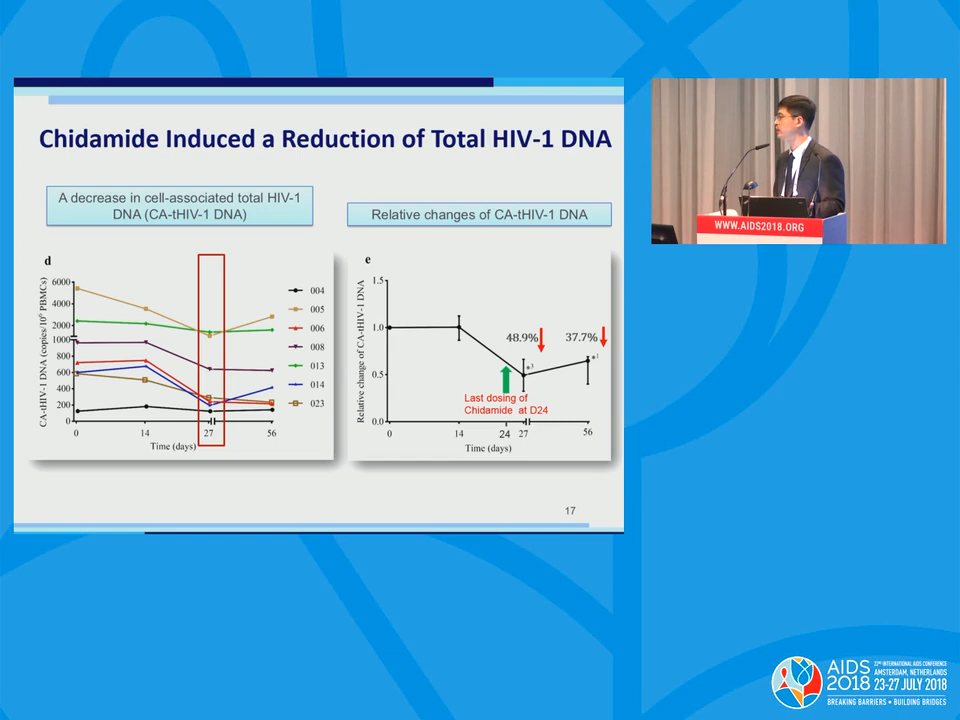 Chidamide Induced a Reduction of Total HIV-1 DNA
A decrease in cell-associated total HIV-1
DNA (CA-tHIV-1 DNA)
Relative changes of CA-tHIV-1 DNA
d
CA-tHIV-1 DNA (copies/10⁶ PBMCs)
6000
4000
2000
1000
800
600
400
200
0
0 14 27 56
Time (days)
004
005
006
008
013
014
023
e
Relative change of CA-tHIV-1 DNA
1.5
1.0
0.5
0.0
48.9%
37.7%
Last dosing of
Chidamide at D24
0 14 24 27 56
Time (days)
17
WWW.AIDS2018.ORG
AIDS
2018
22ND INTERNATIONAL AIDS CONFERENCE
AMSTERDAM, NETHERLANDS
23-27 JULY 2018
BREAKING BARRIERS • BUILDING BRIDGES